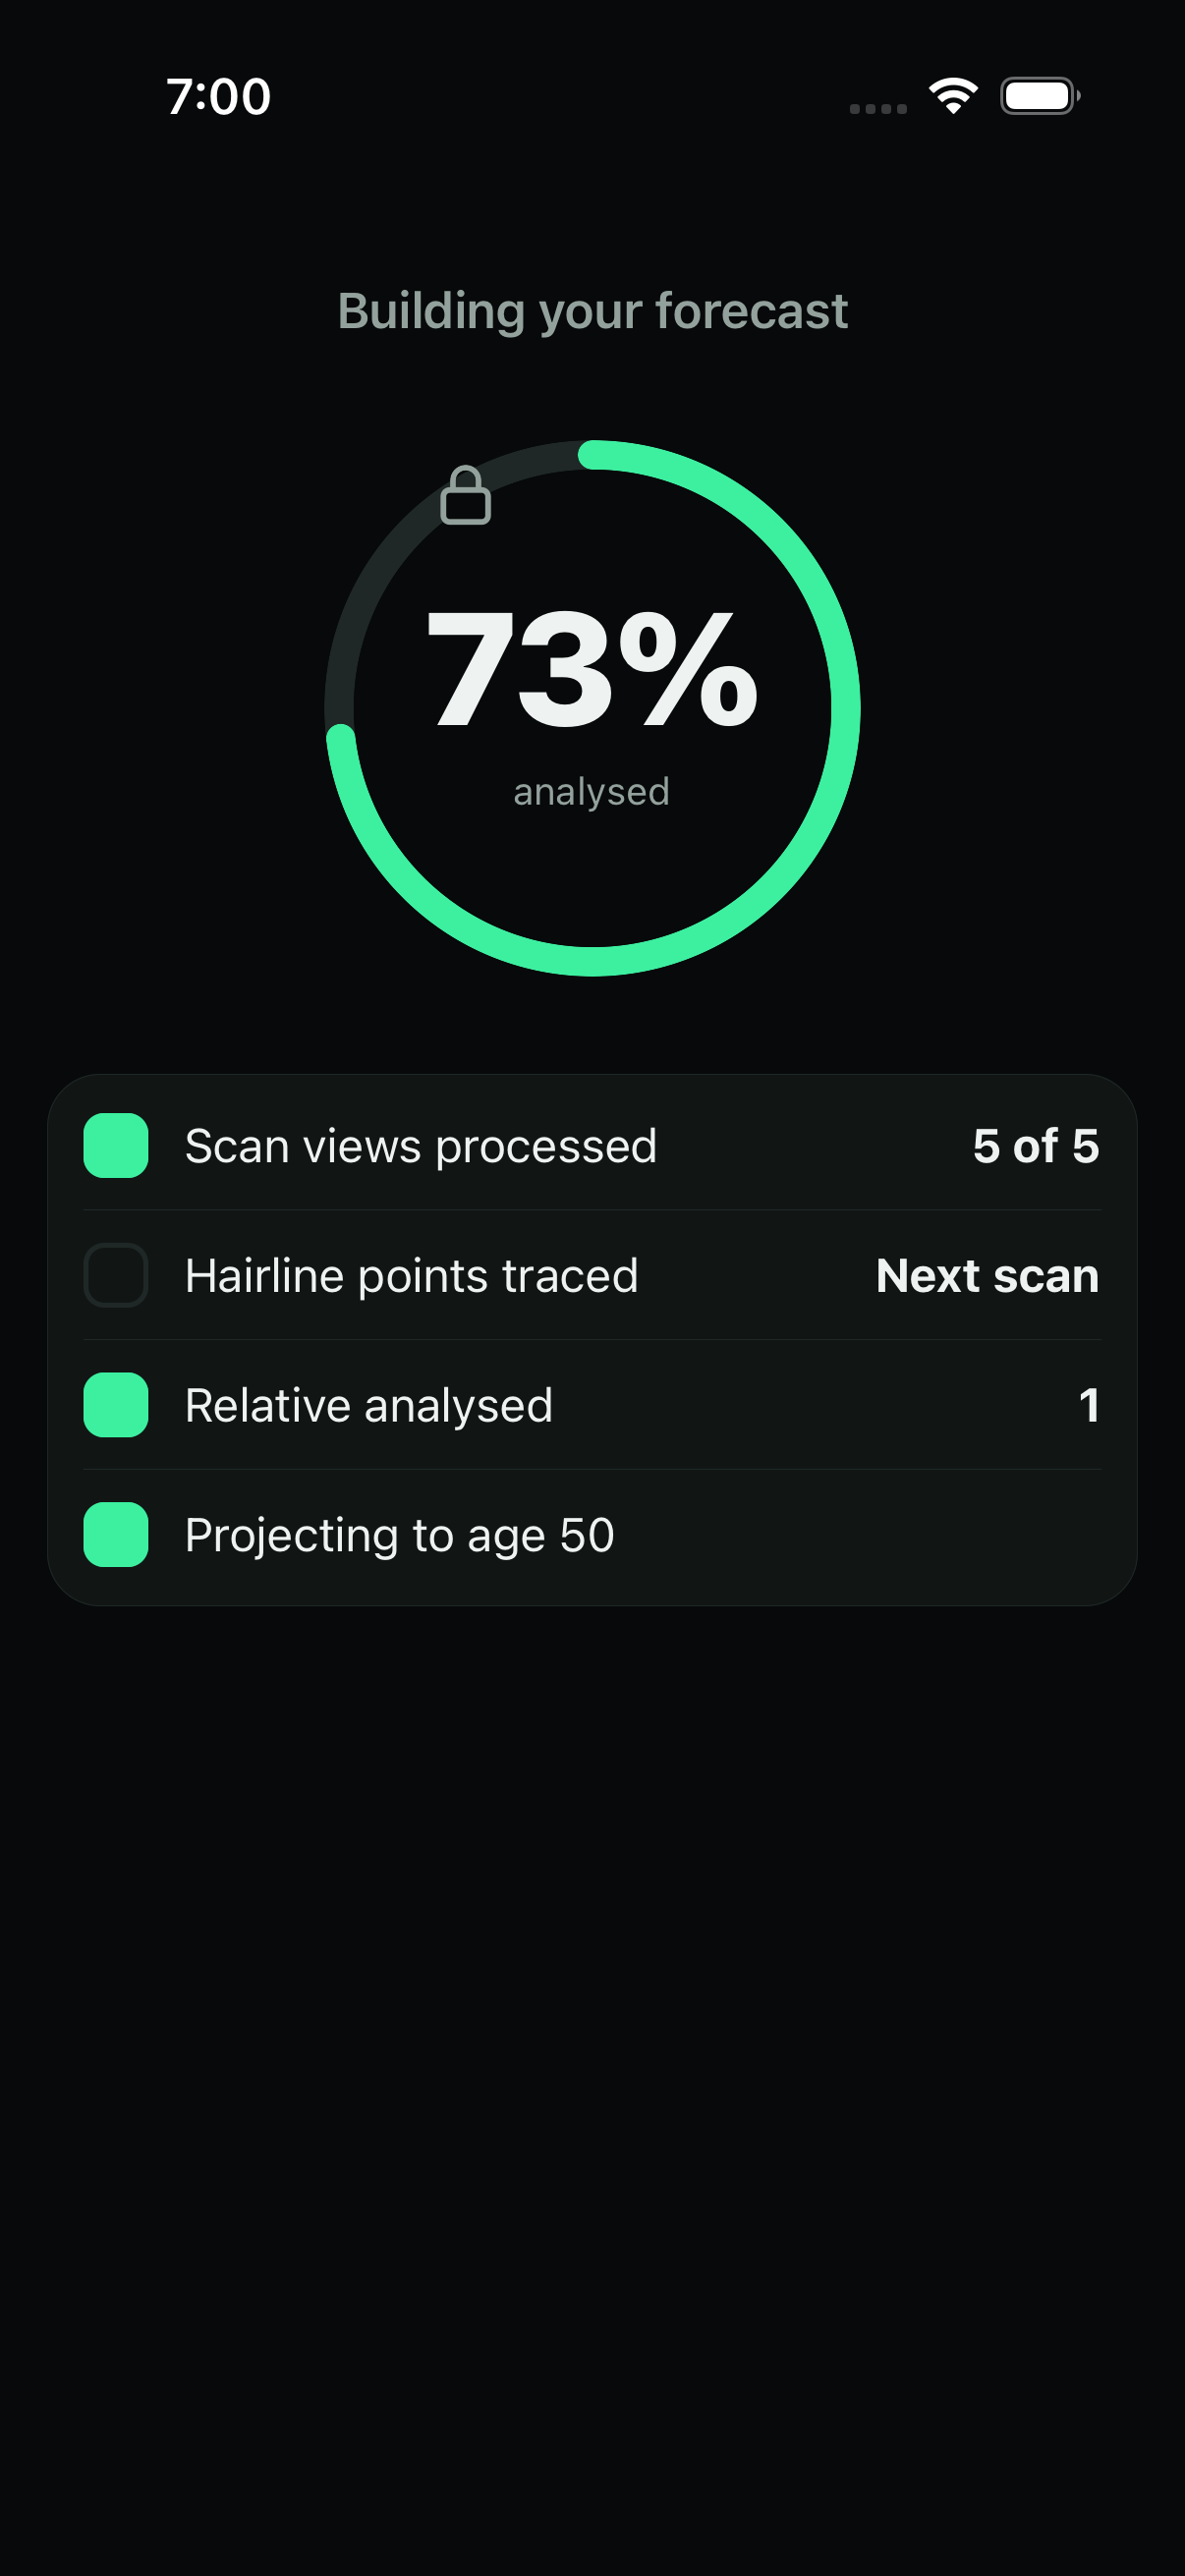 7:00
Building your forecast
73%
analysed
Scan views processed 5 of 5
Hairline points traced Next scan
Relative analysed 1
Projecting to age 50